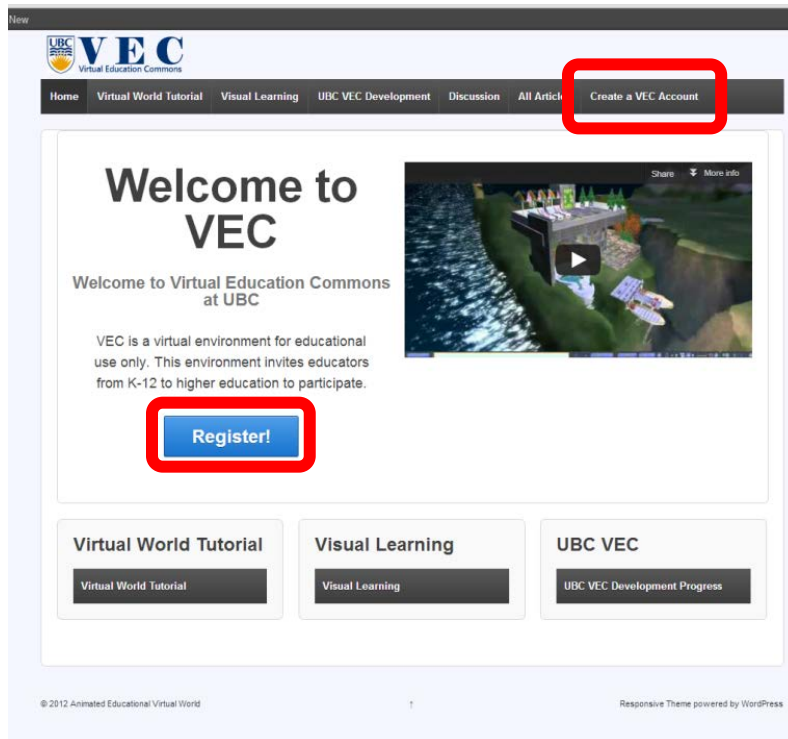 New
UBC
VEC
Virtual Education Commons
Home Virtual World Tutorial Visual Learning UBC VEC Development Discussion All Article Create a VEC Account
Welcome to
VEC
Welcome to Virtual Education Commons
at UBC
VEC is a virtual environment for educational
use only. This environment invites educators
from K-12 to higher education to participate.
Register!
Share More info
Virtual World Tutorial
Virtual World Tutorial
Visual Learning
Visual Learning
UBC VEC
UBC VEC Development Progress
© 2012 Animated Educational Virtual World
↑
Responsive Theme powered by WordPress